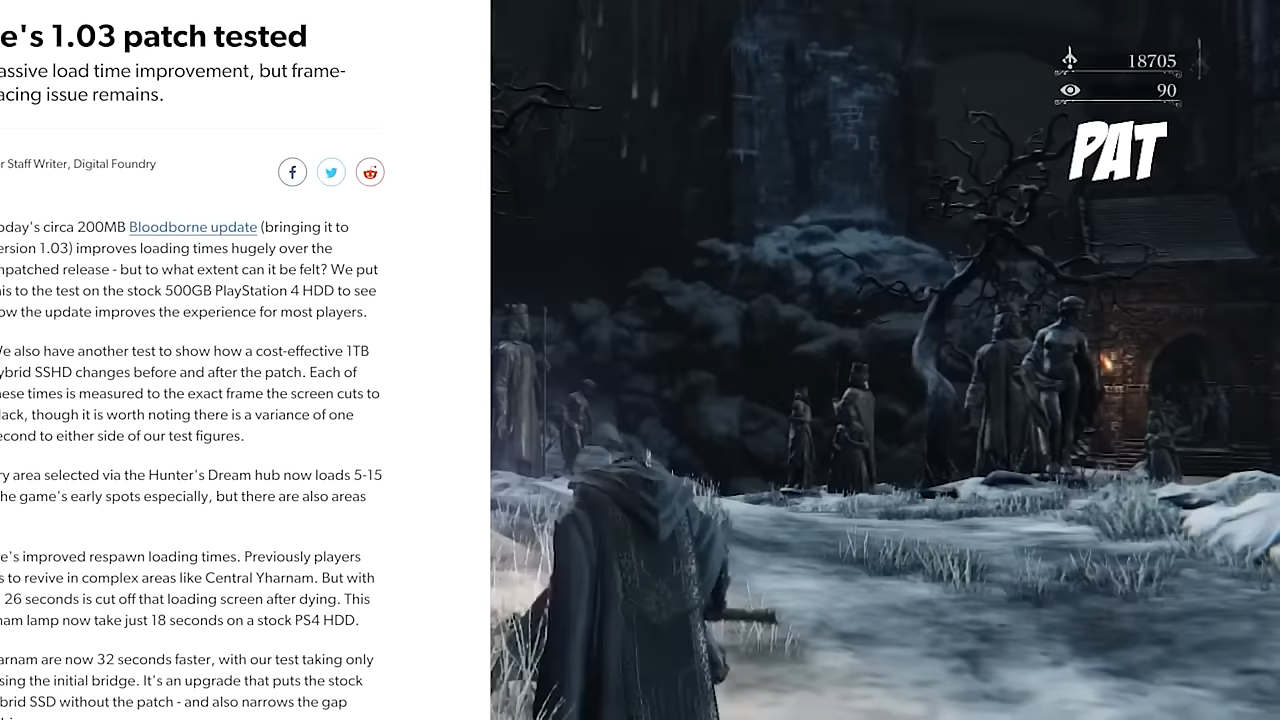 e's 1.03 patch tested
assive load time improvement, but frame-
acing issue remains.
r Staff Writer, Digital Foundry
oday's circa 200MB Bloodborne update (bringing it to
ersion 1.03) improves loading times hugely over the
npatched release - but to what extent can it be felt? We put
is to the test on the stock 500GB PlayStation 4 HDD to see
ow the update improves the experience for most players.
e also have another test to show how a cost-effective 1TB
ybrid SSHD changes before and after the patch. Each of
hese times is measured to the exact frame the screen cuts to
lack, though it is worth noting there is a variance of one
econd to either side of our test figures.
ry area selected via the Hunter's Dream hub now loads 5-15
he game's early spots especially, but there are also areas
e's improved respawn loading times. Previously players
s to revive in complex areas like Central Yharnam. But with
26 seconds is cut off that loading screen after dying. This
nam lamp now take just 18 seconds on a stock PS4 HDD.
arnam are now 32 seconds faster, with our test taking only
sing the initial bridge. It's an upgrade that puts the stock
brid SSD without the patch - and also narrows the gap
18705
90
PAT